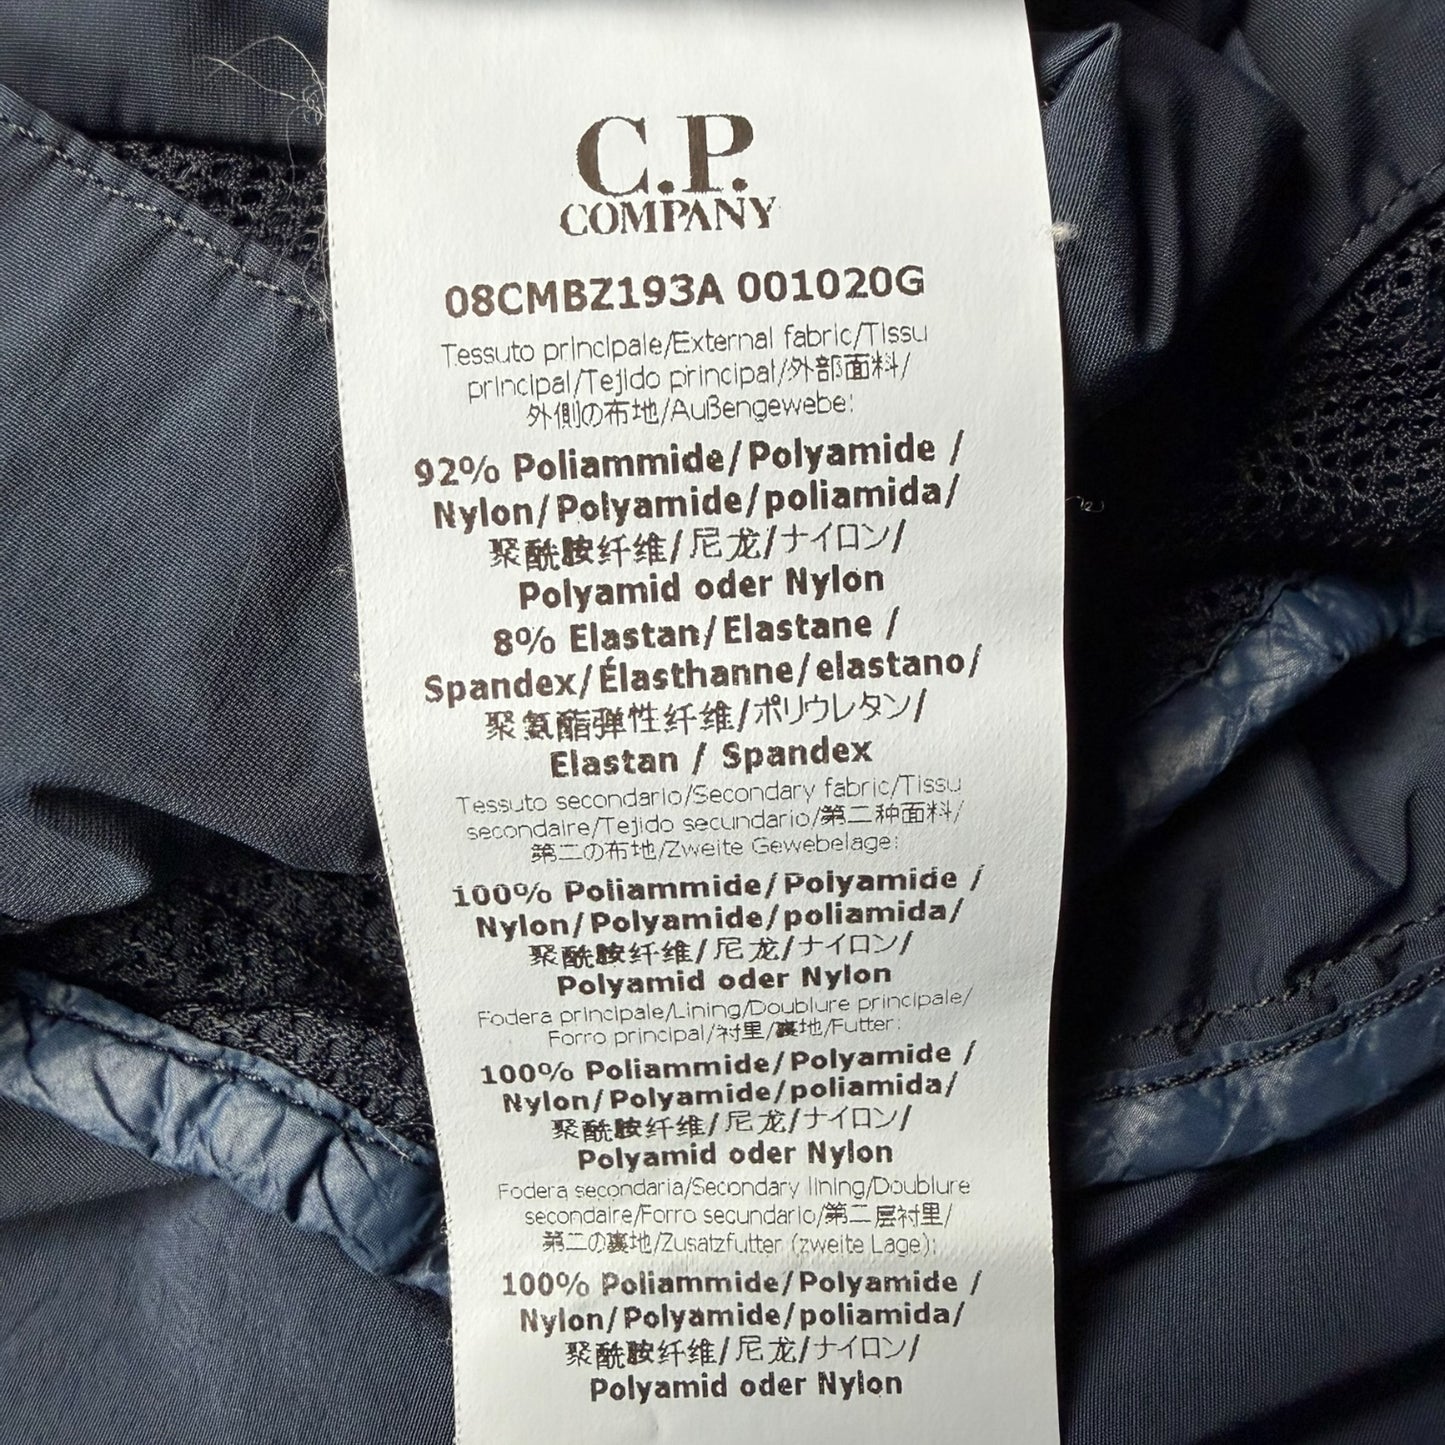 C.P.
COMPANY
08CMBZ193A 001020G
Tessuto principale/External fabric/Tissu
principal/Tejido principal/外部面料/
外側の布地/Außengewebe:
92% Poliammide/Polyamide /
Nylon/Polyamide/poliamida/
聚酰胺纤维/尼龙/ナイロン/
Polyamid oder Nylon
8% Elastan/Elastane /
Spandex/Élasthanne/elastano/
聚氨酯弹性纤维/ポリウレタン/
Elastan / Spandex
Tessuto secondario/Secondary fabric/Tissu
secondaire/Tejido secundario/第二种面料/
第二の布地/Zweite Gewebelage:
100% Poliammide/Polyamide /
Nylon/Polyamide/poliamida/
聚酰胺纤维/尼龙/ナイロン/
Polyamid oder Nylon
Fodera principale/Lining/Doublure principale/
Forro principal/衬里/裏地/Futter:
100% Poliammide/Polyamide /
Nylon/Polyamide/poliamida/
聚酰胺纤维/尼龙/ナイロン/
Polyamid oder Nylon
Fodera secondaria/Secondary lining/Doublure
secondaire/Forro secundario/第二层衬里/
第二の裏地/Zusatzfutter (zweite Lage):
100% Poliammide/Polyamide /
Nylon/Polyamide/poliamida/
聚酰胺纤维/尼龙/ナイロン/
Polyamid oder Nylon